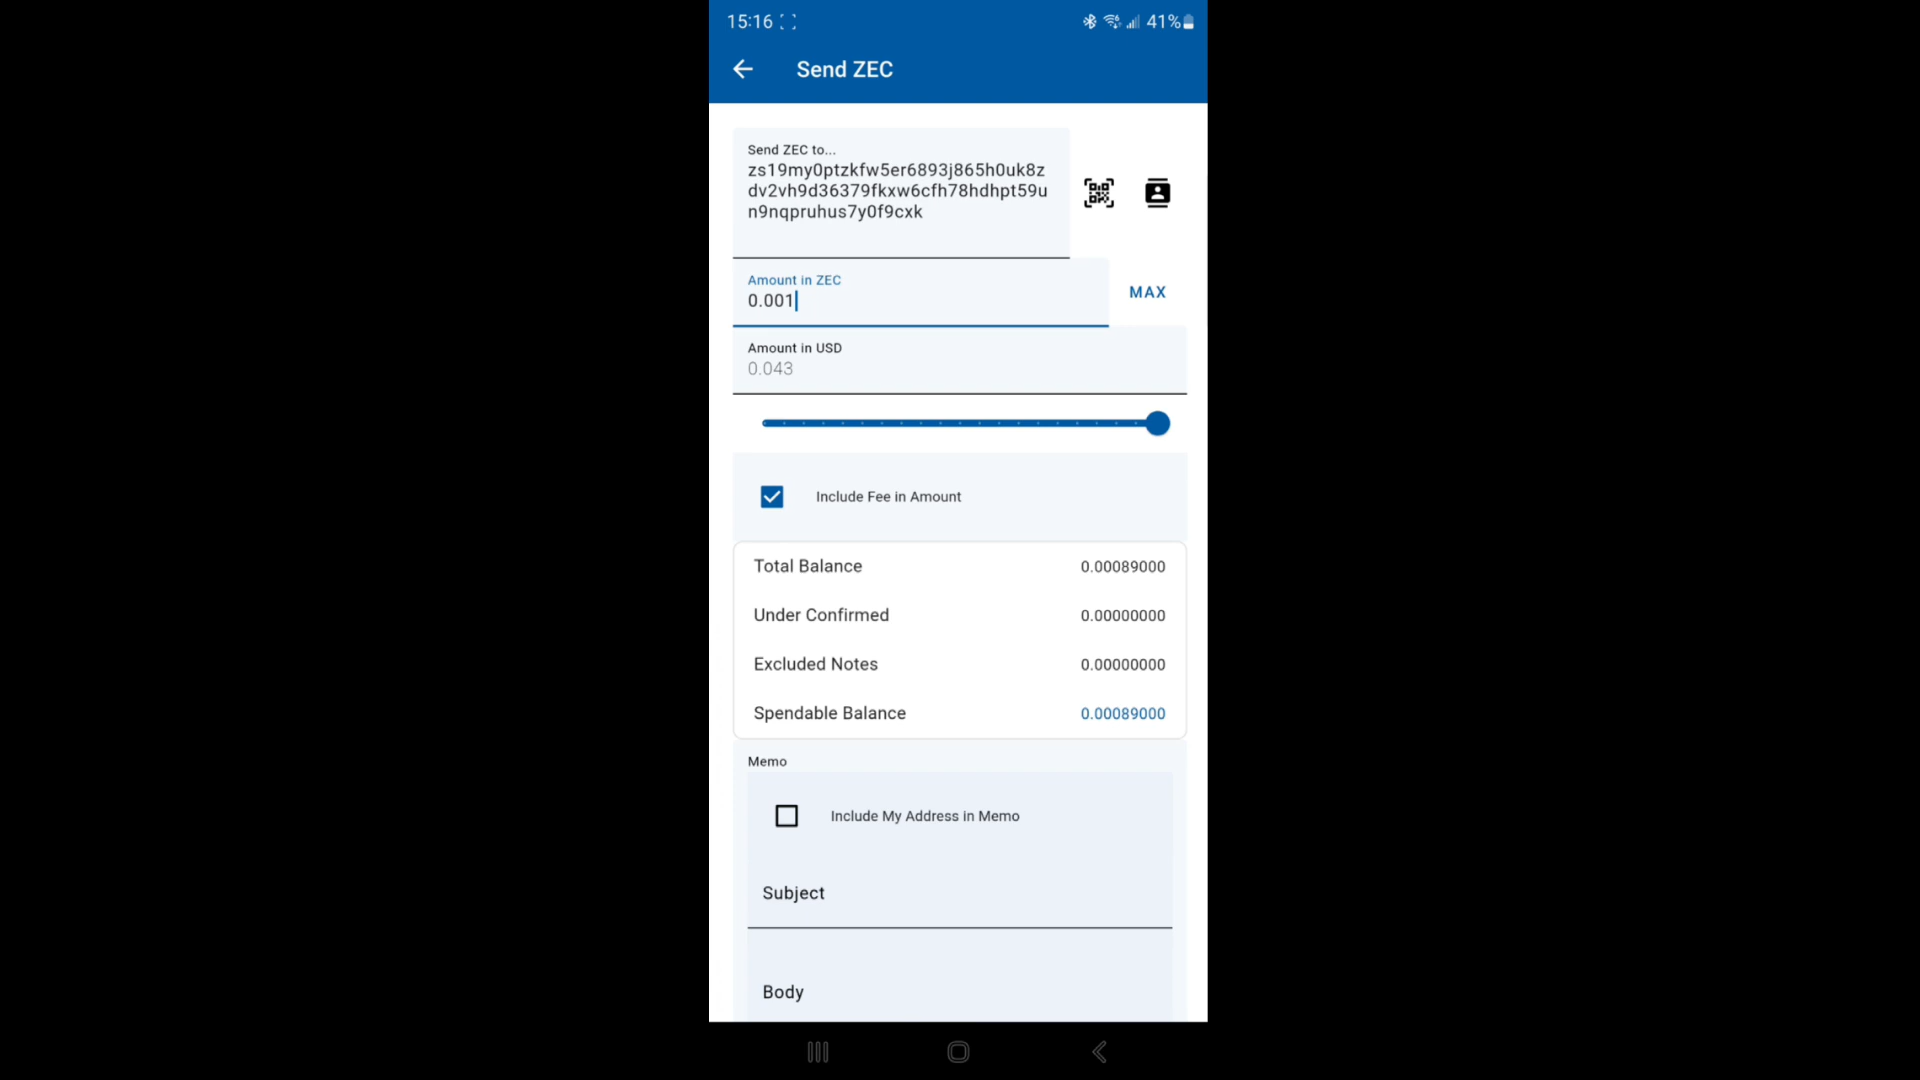 15:16
41%
Send ZEC
Send ZEC to...
zs19my0ptzkfw5er6893j865h0uk8z
dv2vh9d36379fkxw6cfh78hdhpt59u
n9nqpruhus7y0f9cxk
Amount in ZEC
0.001
MAX
Amount in USD
0.043
Include Fee in Amount
Total Balance 0.00089000
Under Confirmed 0.00000000
Excluded Notes 0.00000000
Spendable Balance 0.00089000
Memo
Include My Address in Memo
Subject
Body